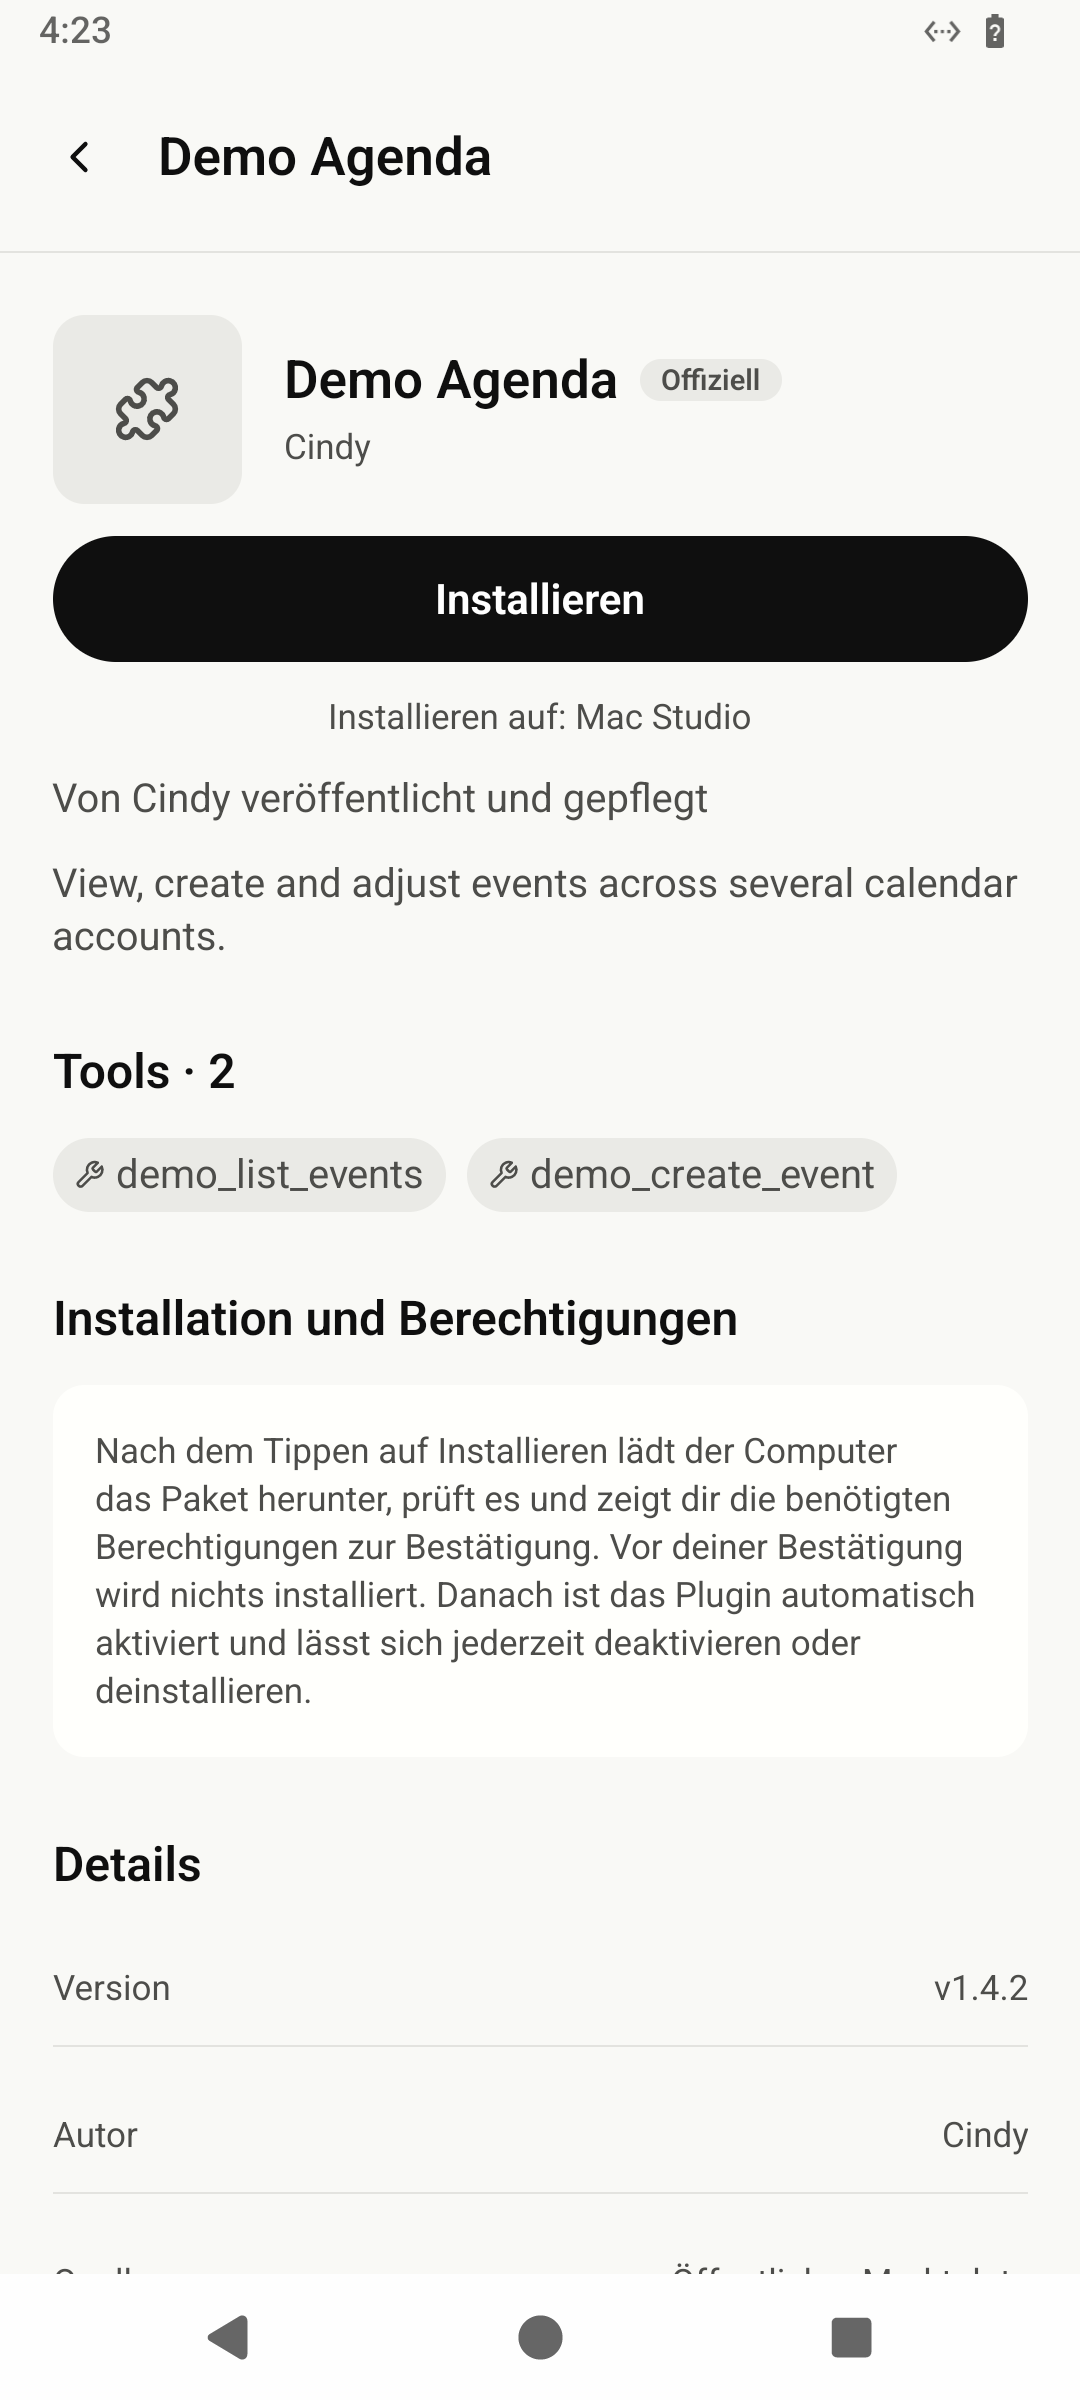 4:23
Demo Agenda
Demo Agenda
Offiziell
Cindy
Installieren
Installieren auf: Mac Studio
Von Cindy veröffentlicht und gepflegt
View, create and adjust events across several calendar
accounts.
Tools · 2
demo_list_events
demo_create_event
Installation und Berechtigungen
Nach dem Tippen auf Installieren lädt der Computer
das Paket herunter, prüft es und zeigt dir die benötigten
Berechtigungen zur Bestätigung. Vor deiner Bestätigung
wird nichts installiert. Danach ist das Plugin automatisch
aktiviert und lässt sich jederzeit deaktivieren oder
deinstallieren.
Details
Version
v1.4.2
Autor
Cindy